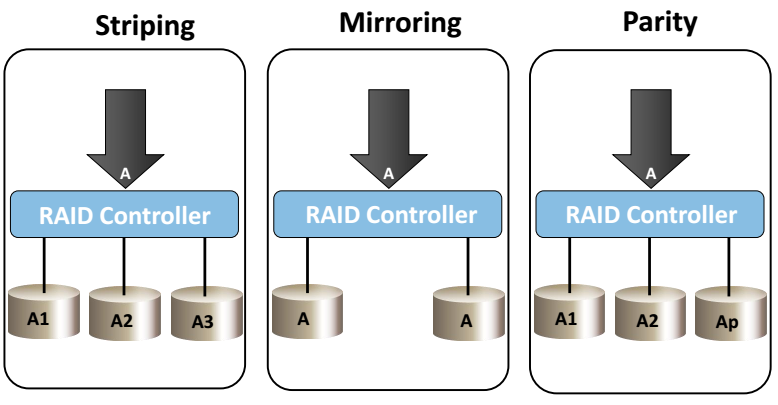 Striping
Mirroring
Parity
A
RAID Controller
A1
A2
A3
A
RAID Controller
A
A
A
RAID Controller
A1
A2
Ap